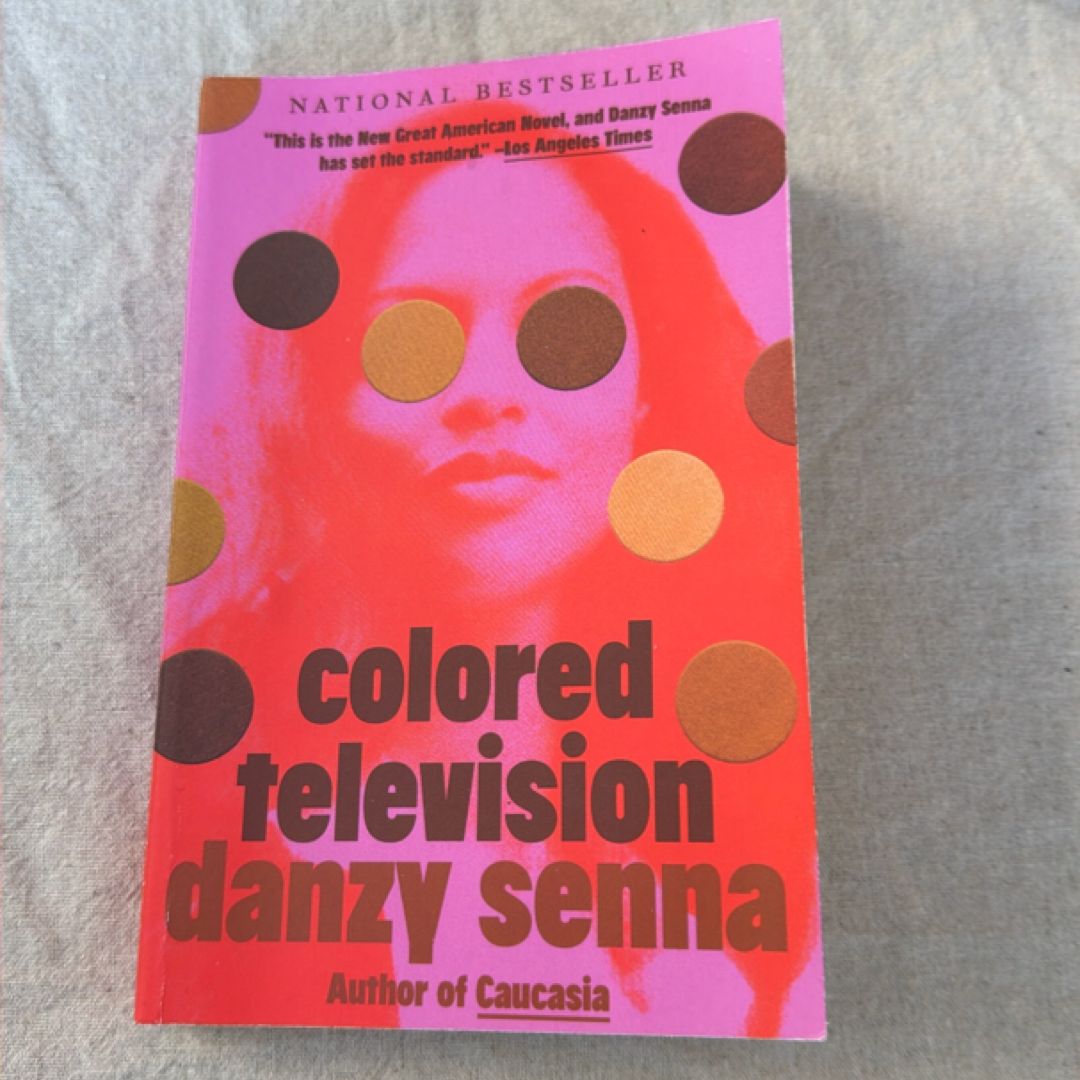 NATIONAL BESTSELLER
"This is the New Great American Novel, and Danzy Senna
has set the standard." –Los Angeles Times
colored
television
danzy senna
Author of Caucasia